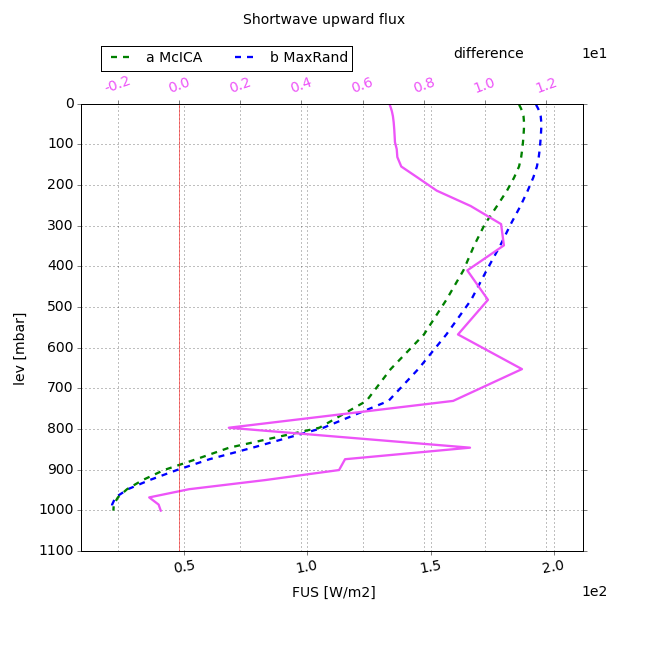 Shortwave upward flux
a McICA b MaxRand difference 1e1
-0.2 0.0 0.2 0.4 0.6 0.8 1.0 1.2
0
100
200
300
400
500
600
700
800
900
1000
1100
lev [mbar]
0.5 1.0 1.5 2.0
FUS [W/m2] 1e2